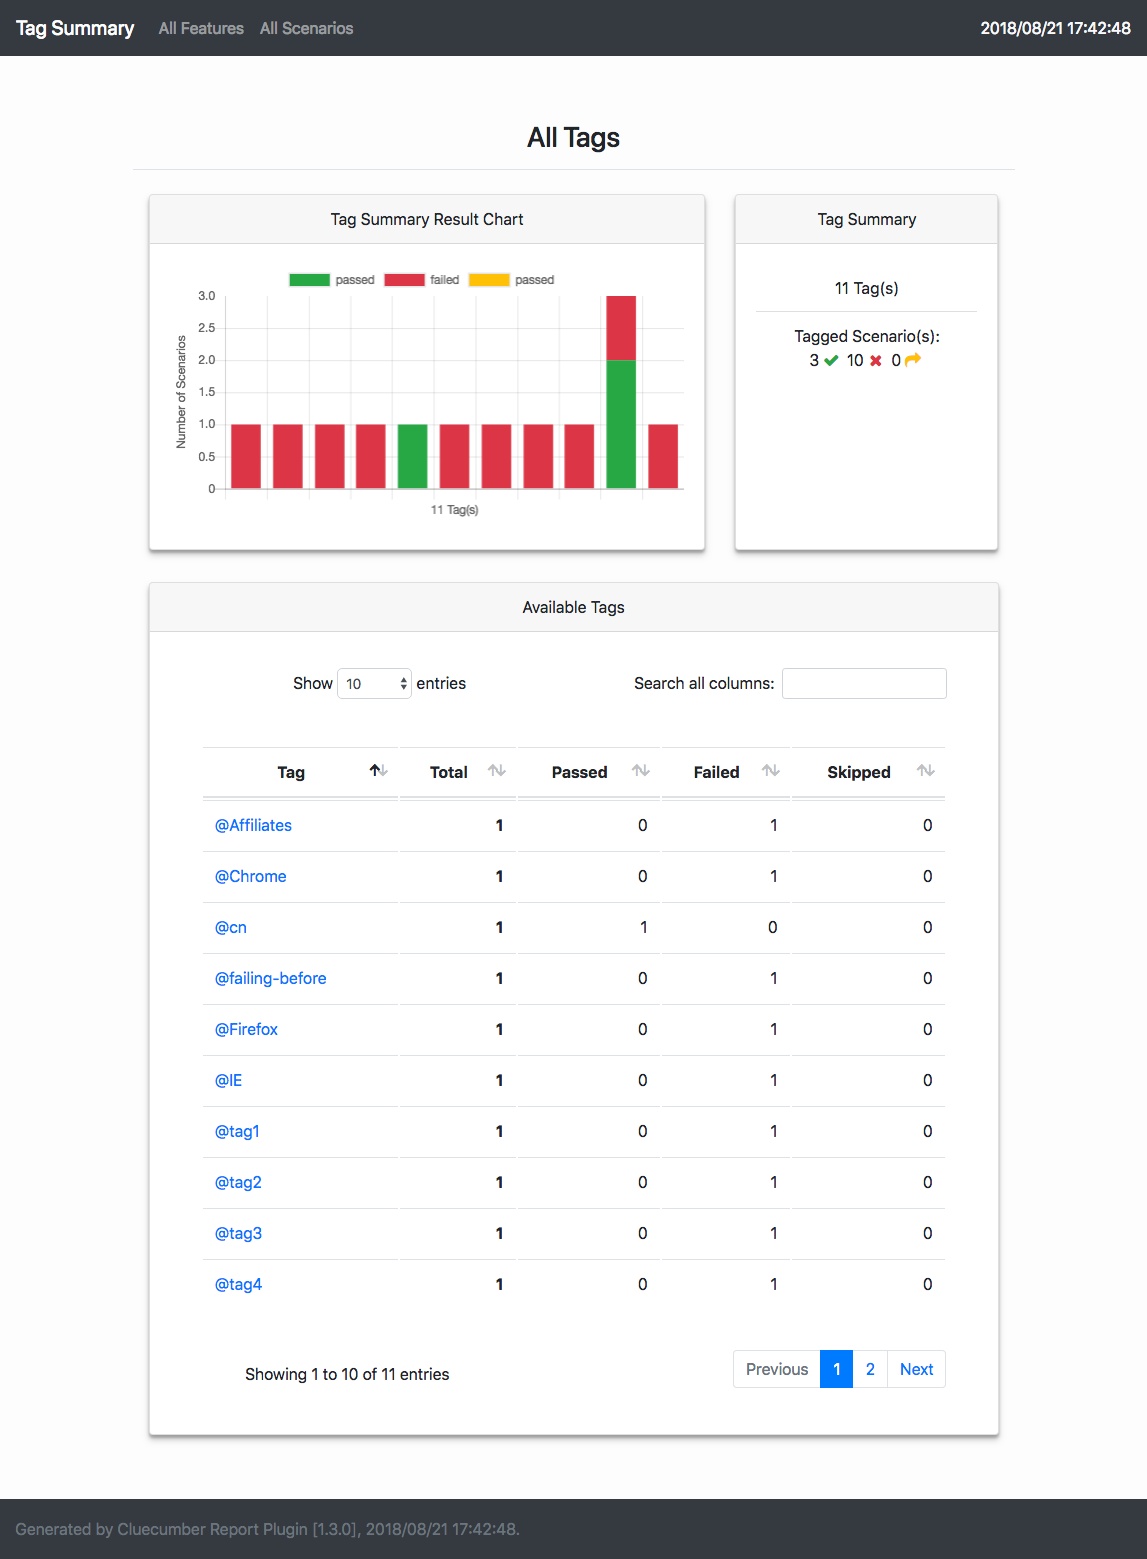 Tag Summary All Features All Scenarios 2018/08/21 17:42:48
All Tags
Tag Summary Result Chart
passed failed passed
3.0
2.5
2.0
1.5
1.0
0.5
0
Number of Scenarios
11 Tag(s)
Tag Summary
11 Tag(s)
Tagged Scenario(s):
3 10 0
Available Tags
Show 10 entries Search all columns:
Tag Total Passed Failed Skipped
@Affiliates 1 0 1 0
@Chrome 1 0 1 0
@cn 1 1 0 0
@failing-before 1 0 1 0
@Firefox 1 0 1 0
@IE 1 0 1 0
@tag1 1 0 1 0
@tag2 1 0 1 0
@tag3 1 0 1 0
@tag4 1 0 1 0
Showing 1 to 10 of 11 entries Previous 1 2 Next
Generated by Cluecumber Report Plugin [1.3.0], 2018/08/21 17:42:48.